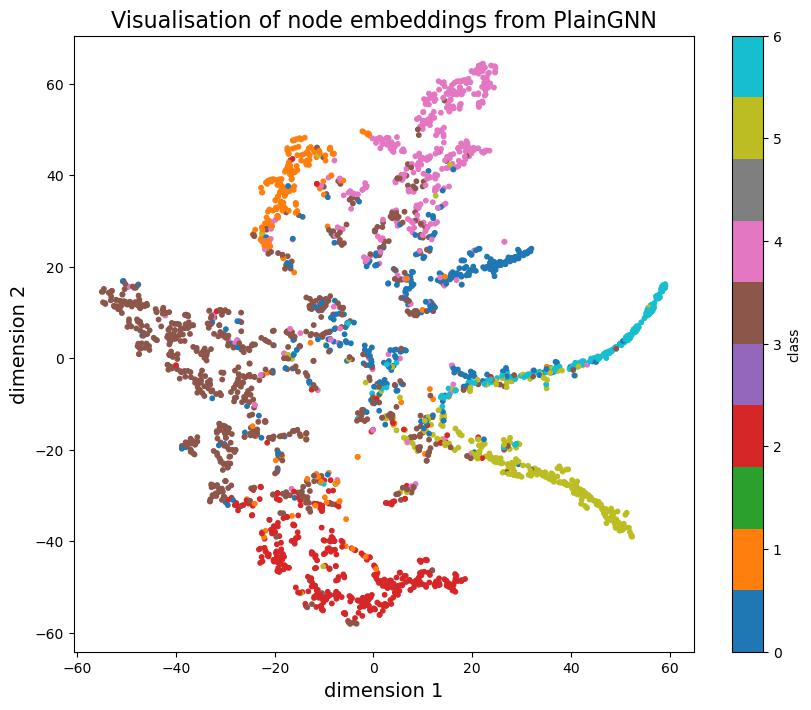 Visualisation of node embeddings from PlainGNN
60
40
20
0
−20
−40
−60
dimension 2
−60 −40 −20 0 20 40 60
dimension 1
6
5
4
3
2
1
0
class